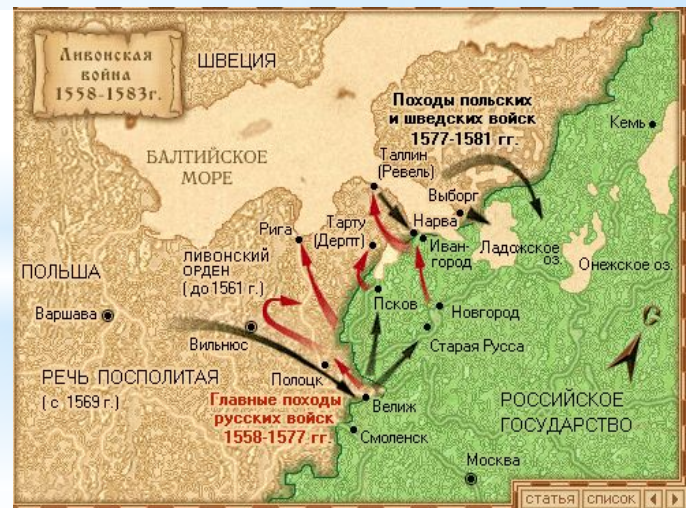 Ливонская
война
1558-1583г.
ШВЕЦИЯ
Походы польских
и шведских войск
1577-1581 гг.
Кемь
БАЛТИЙСКОЕ
МОРЕ
Таллин
(Ревель)
Выборг
Нарва
Иван-
город
Ладожское
оз.
Онежское оз.
Рига
Тарту
(Дерпт)
ЛИВОНСКИЙ
ОРДЕН
(до 1561 г.)
ПОЛЬША
Варшава
Псков
Новгород
С
Вильнюс
Старая Русса
РЕЧЬ ПОСПОЛИТАЯ
(с 1569 г.)
Полоцк
Главные походы
русских войск
1558-1577 гг.
Велиж
Смоленск
РОССИЙСКОЕ
ГОСУДАРСТВО
Москва
статья список